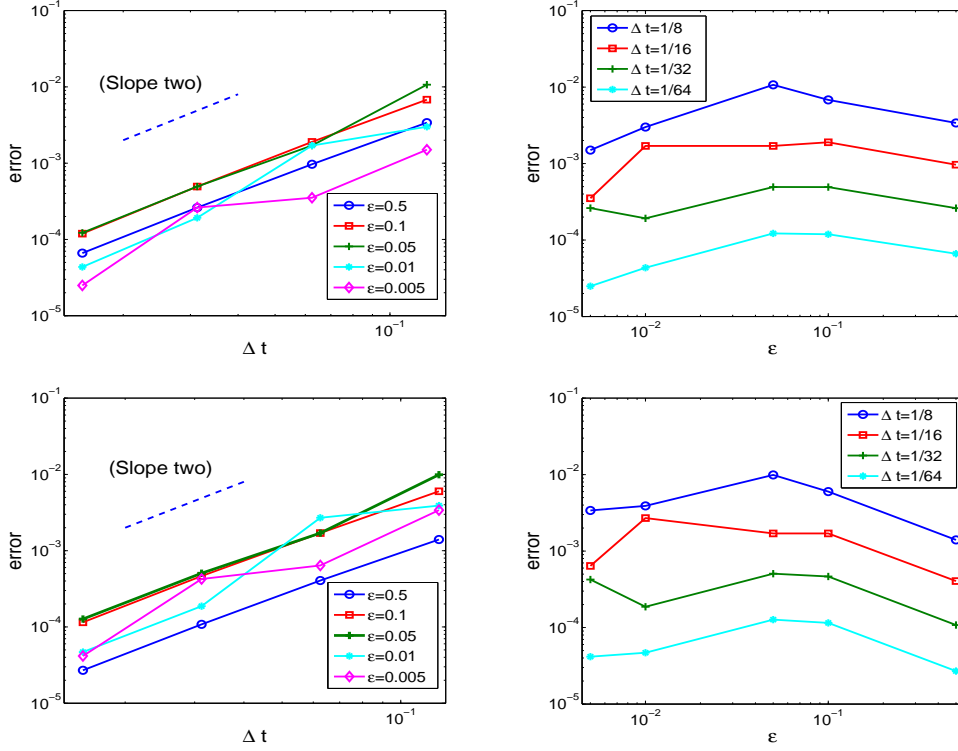 10^-1
10^-2
10^-3
10^-4
10^-5
error
(Slope two)
ε=0.5
ε=0.1
ε=0.05
ε=0.01
ε=0.005
10^-1
Δ t
10^-1
10^-2
10^-3
10^-4
10^-5
error
Δ t=1/8
Δ t=1/16
Δ t=1/32
Δ t=1/64
10^-2
10^-1
ε
10^-1
10^-2
10^-3
10^-4
10^-5
error
(Slope two)
ε=0.5
ε=0.1
ε=0.05
ε=0.01
ε=0.005
10^-1
Δ t
10^-1
10^-2
10^-3
10^-4
10^-5
error
Δ t=1/8
Δ t=1/16
Δ t=1/32
Δ t=1/64
10^-2
10^-1
ε